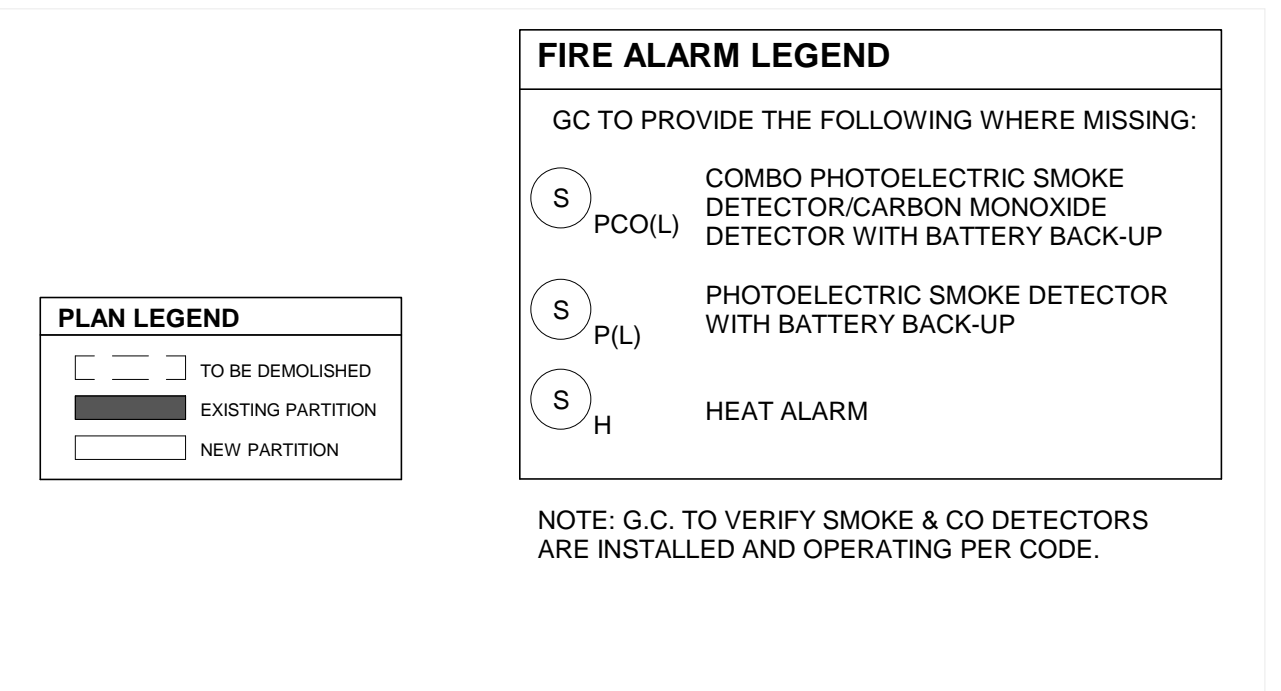 FIRE ALARM LEGEND
GC TO PROVIDE THE FOLLOWING WHERE MISSING:
S
PCO(L)
COMBO PHOTOELECTRIC SMOKE
DETECTOR/CARBON MONOXIDE
DETECTOR WITH BATTERY BACK-UP
S
P(L)
PHOTOELECTRIC SMOKE DETECTOR
WITH BATTERY BACK-UP
S
H
HEAT ALARM
NOTE: G.C. TO VERIFY SMOKE & CO DETECTORS
ARE INSTALLED AND OPERATING PER CODE.
PLAN LEGEND
TO BE DEMOLISHED
EXISTING PARTITION
NEW PARTITION